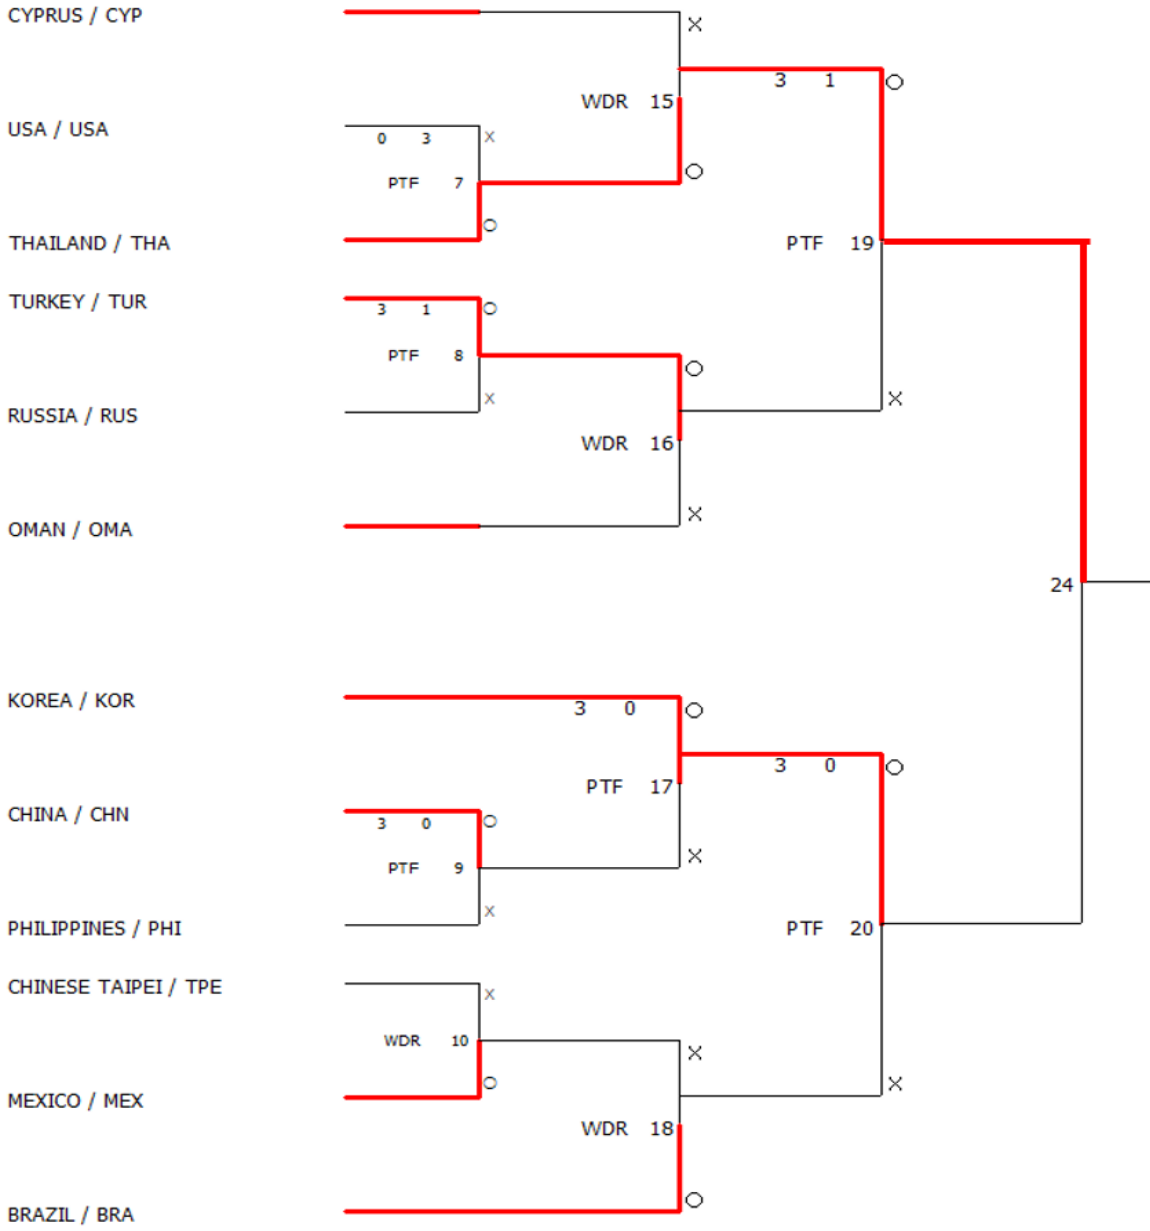 CYPRUS / CYP
X
3 1
O
WDR 15
USA / USA
0 3
X
O
PTF 7
O
THAILAND / THA
PTF 19
TURKEY / TUR
3 1
O
PTF 8
O
X
X
RUSSIA / RUS
WDR 16
X
OMAN / OMA
24
KOREA / KOR
3 0
O
3 0
O
PTF 17
CHINA / CHN
3 0
O
X
PTF 9
X
PHILIPPINES / PHI
PTF 20
CHINESE TAIPEI / TPE
X
WDR 10
X
O
X
MEXICO / MEX
WDR 18
O
BRAZIL / BRA